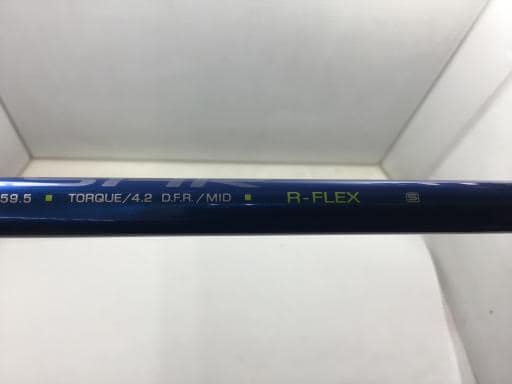 59.5 ▪ TORQUE/4.2 D.F.R./MID ▪ R-FLEX S